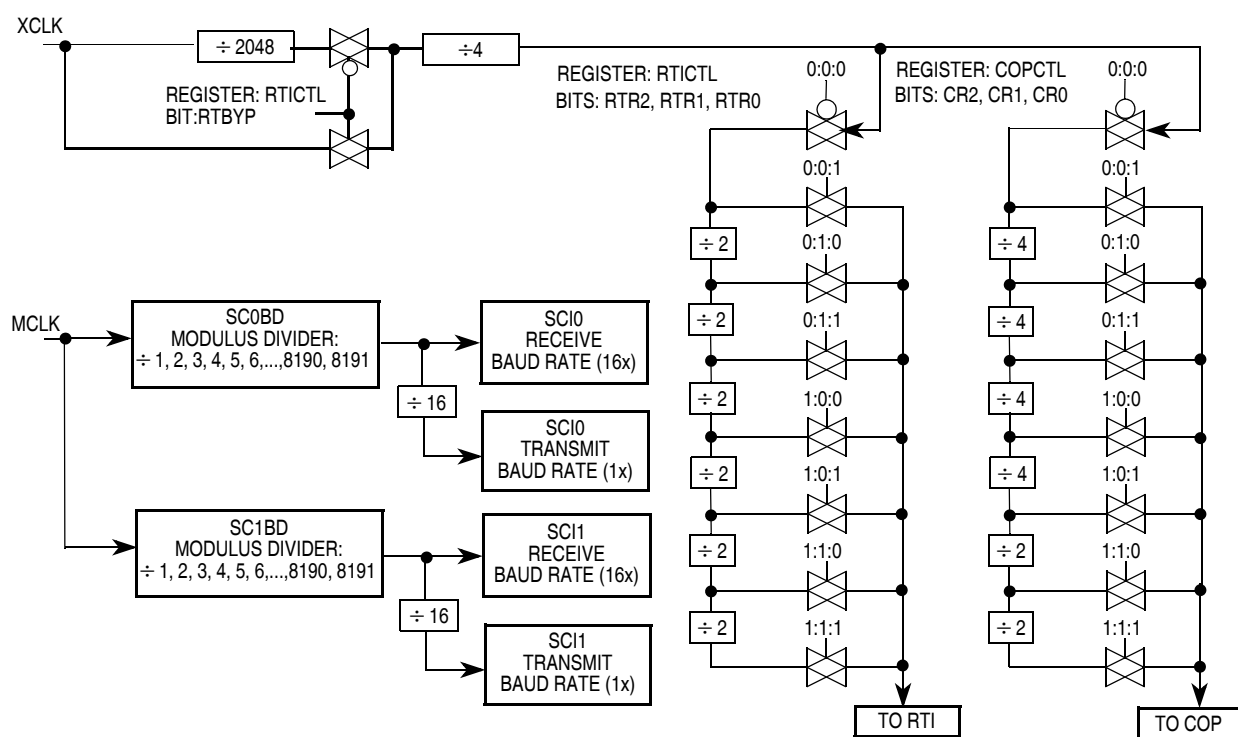 XCLK
÷ 2048
÷4
REGISTER: RTICTL
BIT:RTBYP
REGISTER: RTICTL
BITS: RTR2, RTR1, RTR0
0:0:0
REGISTER: COPCTL
BITS: CR2, CR1, CR0
0:0:0
0:0:1
÷ 2
0:1:0
÷ 2
0:1:1
÷ 2
1:0:0
÷ 2
1:0:1
÷ 2
1:1:0
÷ 2
1:1:1
TO RTI
0:0:1
÷ 4
0:1:0
÷ 4
0:1:1
÷ 4
1:0:0
÷ 4
1:0:1
÷ 2
1:1:0
÷ 2
1:1:1
TO COP
MCLK
SC0BD
MODULUS DIVIDER:
÷ 1, 2, 3, 4, 5, 6,...,8190, 8191
SCI0
RECEIVE
BAUD RATE (16x)
÷ 16
SCI0
TRANSMIT
BAUD RATE (1x)
SC1BD
MODULUS DIVIDER:
÷ 1, 2, 3, 4, 5, 6,...,8190, 8191
SCI1
RECEIVE
BAUD RATE (16x)
÷ 16
SCI1
TRANSMIT
BAUD RATE (1x)